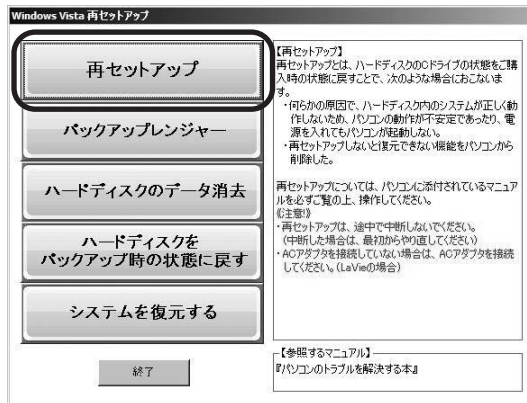 Windows Vista 再セットアップ
再セットアップ
バックアップレンジャー
ハードディスクのデータ消去
ハードディスクを
バックアップ時の状態に戻す
システムを復元する
終了
【再セットアップ】
再セットアップとは、ハードディスクのCドライブの状態をご購
入時の状態に戻すことで、次のような場合におこないま
す。
・何らかの原因で、ハードディスク内のシステムが正しく動
作しないため、パソコンの動作が不安定であったり、電
源を入れてもパソコンが起動しない。
・再セットアップしないと復元できない機能をパソコンから
削除した。
再セットアップについては、パソコンに添付されているマニュア
ルを必ずご覧の上、操作してください。
《注意!》
・再セットアップは、途中で中断しないでください。
(中断した場合は、最初からやり直してください)
・ACアダプタを接続していない場合は、ACアダプタを接続
してください。(LaVieの場合)
【参照するマニュアル】
『パソコンのトラブルを解決する本』